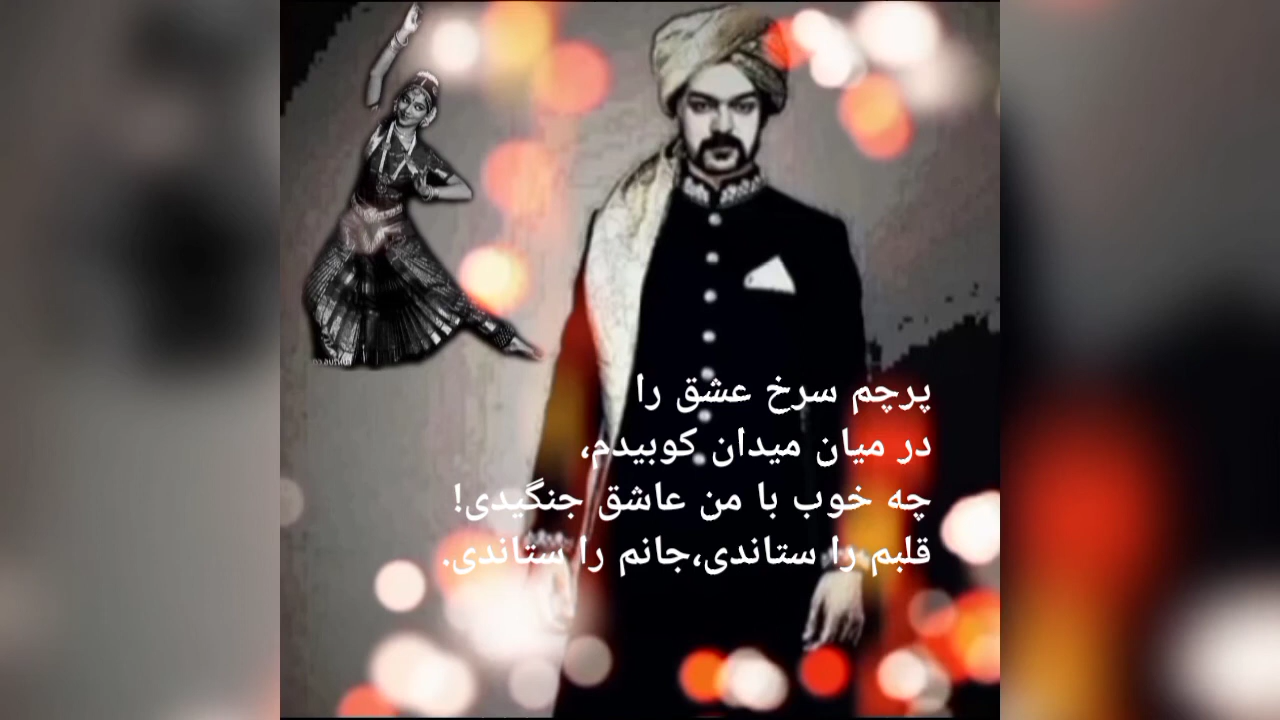 پرچم سرخ عشق را
در میان میدان کوبیدم،
چه خوب با من عاشق جنگیدی!
قلبم را ستاندی،جانم را ستاندی.